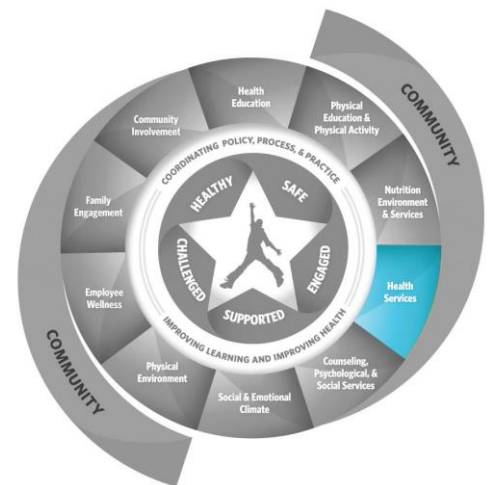 COMMUNITY
Health
Education
Physical
Education &
Physical Activity
Nutrition
Environment
& Services
Health
Services
Counseling,
Psychological, &
Social Services
Social & Emotional
Climate
Physical
Environment
Employee
Wellness
Family
Engagement
Community
Involvement
COORDINATING POLICY, PROCESS, & PRACTICE
IMPROVING LEARNING AND IMPROVING HEALTH
HEALTHY
SAFE
ENGAGED
SUPPORTED
CHALLENGED
COMMUNITY